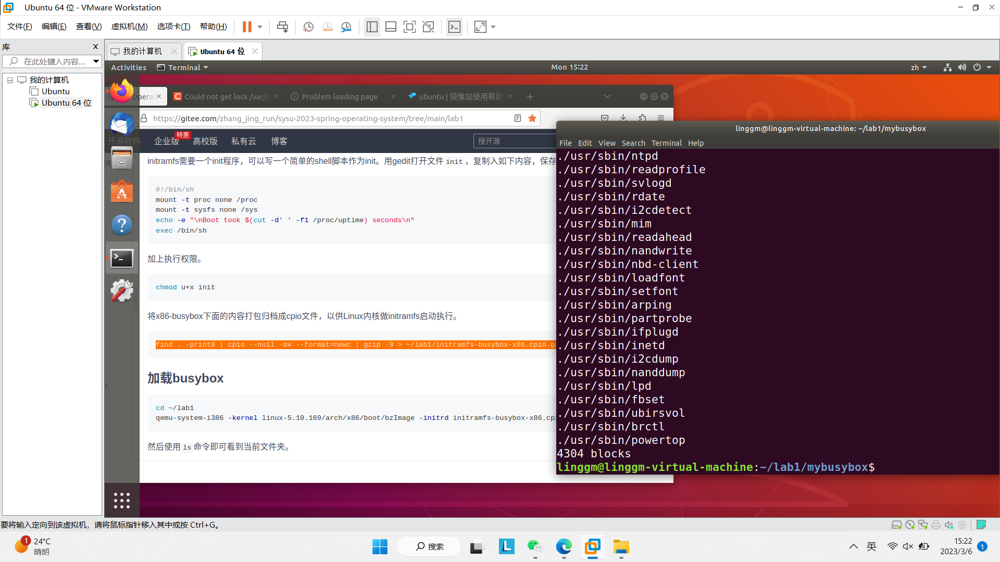 Ubuntu 64 位 - VMware Workstation
文件(F) 编辑(E) 查看(V) 虚拟机(M) 选项卡(T) 帮助(H)
库
在此处键入内容...
我的计算机
Ubuntu
Ubuntu 64 位
我的计算机
Ubuntu 64 位
Activities
Terminal
Mon 15:22
zh
Could not get lock /var/li
Problem loading page
ubuntu | 镜像站使用帮助
https://gitee.com/zhang_jing_run/sysu-2023-spring-operating-system/tree/main/lab1
开源软件 企业版 特惠 高校版 私有云 博客
搜开源
initramfs需要一个init程序，可以写一个简单的shell脚本作为init。用gedit打开文件 init ，复制入如下内容，保存
#!/bin/sh
mount -t proc none /proc
mount -t sysfs none /sys
echo -e "\nBoot took $(cut -d' ' -f1 /proc/uptime) seconds\n"
exec /bin/sh
加上执行权限。
chmod u+x init
将x86-busybox下面的内容打包归档成cpio文件，以供Linux内核做initramfs启动执行。
find . -print0 | cpio --null -ov --format=newc | gzip -9 > ~/lab1/initramfs-busybox-x86.cpio.gz
加载busybox
cd ~/lab1
qemu-system-i386 -kernel linux-5.10.169/arch/x86/boot/bzImage -initrd initramfs-busybox-x86.cpi
然后使用 ls 命令即可看到当前文件夹。
linggm@linggm-virtual-machine: ~/lab1/mybusybox
File Edit View Search Terminal Help
./usr/sbin/ntpd
./usr/sbin/readprofile
./usr/sbin/svlogd
./usr/sbin/rdate
./usr/sbin/i2cdetect
./usr/sbin/mim
./usr/sbin/readahead
./usr/sbin/nandwrite
./usr/sbin/nbd-client
./usr/sbin/loadfont
./usr/sbin/setfont
./usr/sbin/arping
./usr/sbin/partprobe
./usr/sbin/ifplugd
./usr/sbin/inetd
./usr/sbin/i2cdump
./usr/sbin/nanddump
./usr/sbin/lpd
./usr/sbin/fbset
./usr/sbin/ubirsvol
./usr/sbin/brctl
./usr/sbin/powertop
4304 blocks
linggm@linggm-virtual-machine:~/lab1/mybusybox$
要将输入定向到该虚拟机，请将鼠标指针移入其中或按 Ctrl+G。
1
24°C
晴朗
搜索
英
15:22
2023/3/6
1